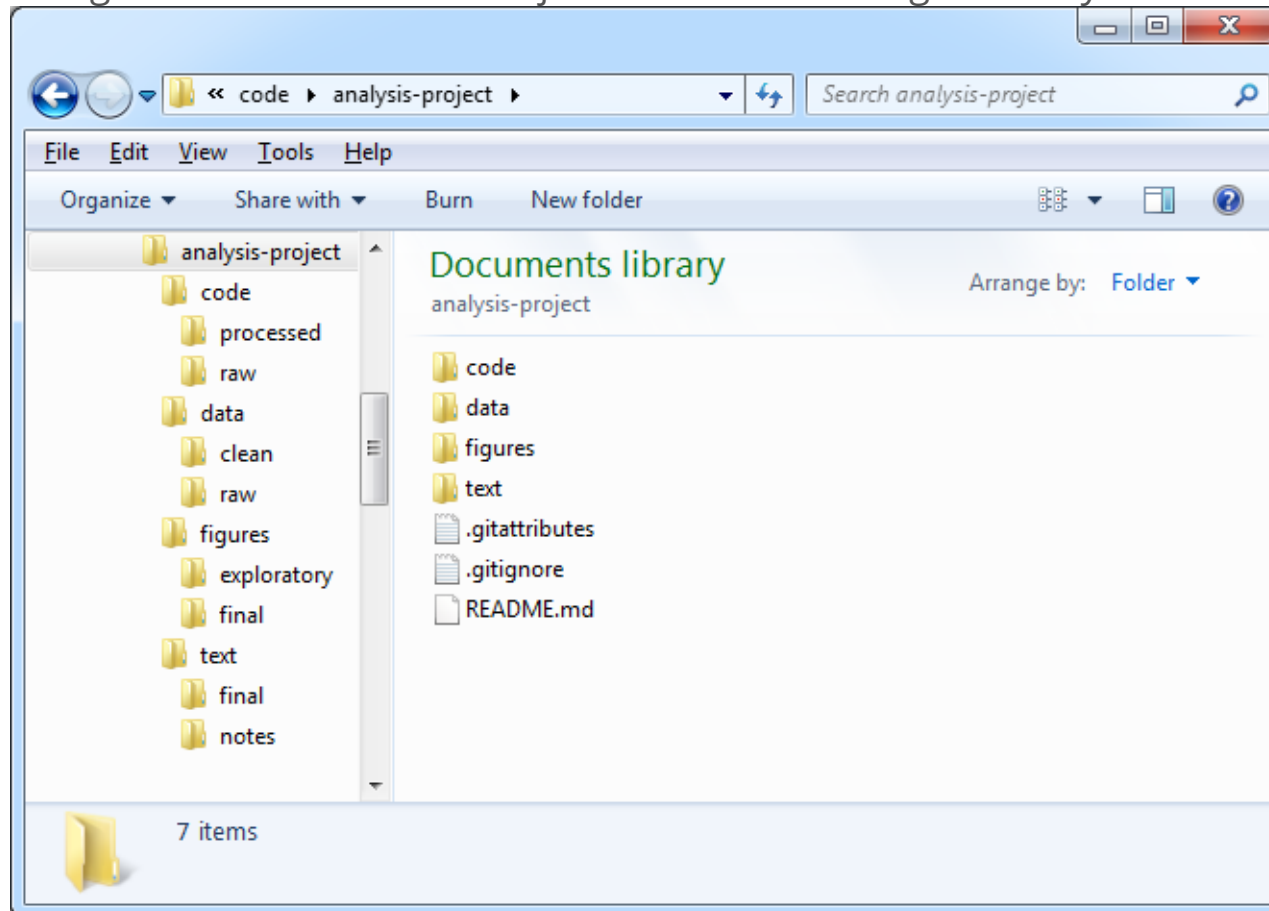 « code ▸ analysis-project ▸
Search analysis-project
File Edit View Tools Help
Organize ▾ Share with ▾ Burn New folder
analysis-project
code
processed
raw
data
clean
raw
figures
exploratory
final
text
final
notes
Documents library
analysis-project
Arrange by: Folder ▾
code
data
figures
text
.gitattributes
.gitignore
README.md
7 items